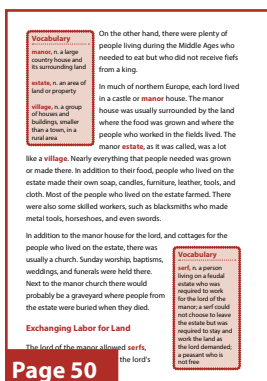 Vocabulary
manor, n. a large
country house and
its surrounding land
estate, n. an area of
land or property
village, n. a group
of houses and
buildings, smaller
than a town, in a
rural area
On the other hand, there were plenty of
people living during the Middle Ages who
needed to eat but who did not receive fiefs
from a king.
In much of northern Europe, each lord lived
in a castle or manor house. The manor
house was usually surrounded by the land
where the food was grown and where the
people who worked in the fields lived. The
manor estate, as it was called, was a lot
like a village. Nearly everything that people needed was grown
or made there. In addition to their food, people who lived on the
estate made their own soap, candles, furniture, leather, tools, and
cloth. Most of the people who lived on the estate farmed. There
were also some skilled workers, such as blacksmiths who made
metal tools, horseshoes, and even swords.
In addition to the manor house for the lord, and cottages for the
people who lived on the estate, there was
usually a church. Sunday worship, baptisms,
weddings, and funerals were held there.
Next to the manor church there would
probably be a graveyard where people from
the estate were buried when they died.
Vocabulary
serf, n. a person
living on a feudal
estate who was
required to work
for the lord of the
manor; a serf could
not choose to leave
the estate but was
required to stay and
work the land as
the lord demanded;
a peasant who is
not free
Exchanging Labor for Land
The lord of the manor allowed serfs,
the lord's
Page 50